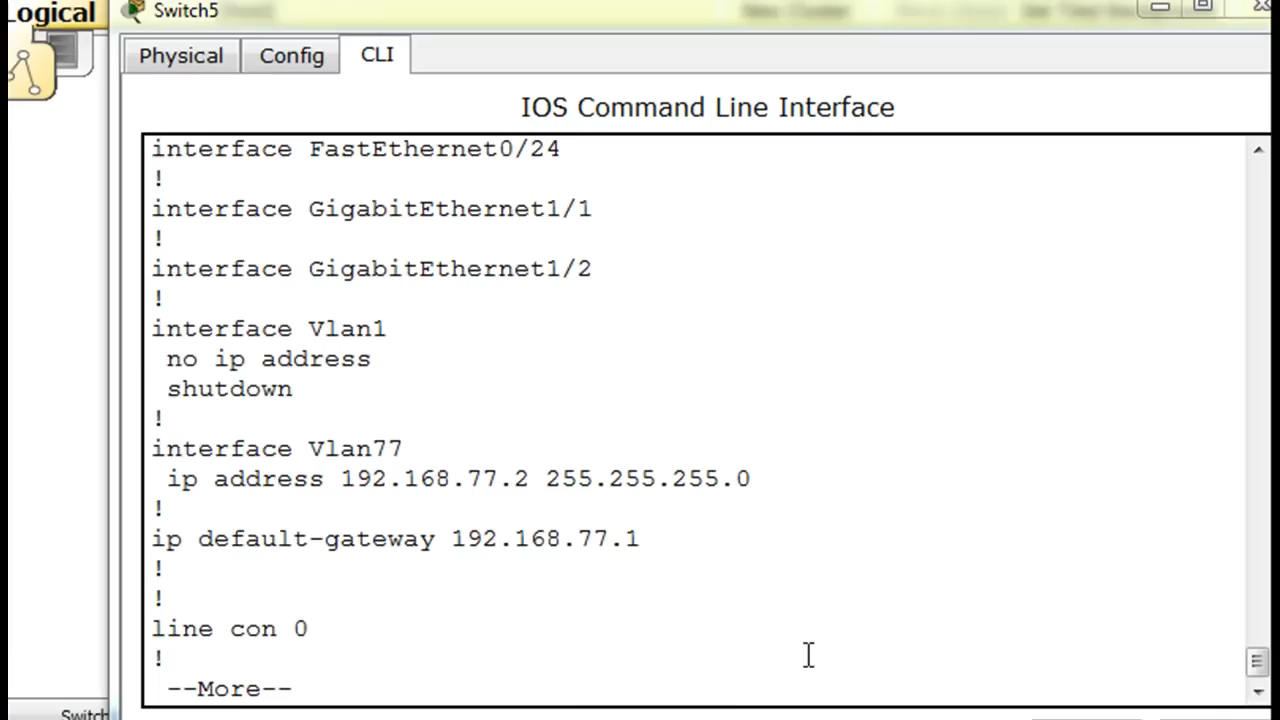 ogical
Switch5
Physical
Config
CLI
IOS Command Line Interface
interface FastEthernet0/24
!
interface GigabitEthernet1/1
!
interface GigabitEthernet1/2
!
interface Vlan1
no ip address
shutdown
!
interface Vlan77
ip address 192.168.77.2 255.255.255.0
!
ip default-gateway 192.168.77.1
!
!
line con 0
!
--More--
Switch